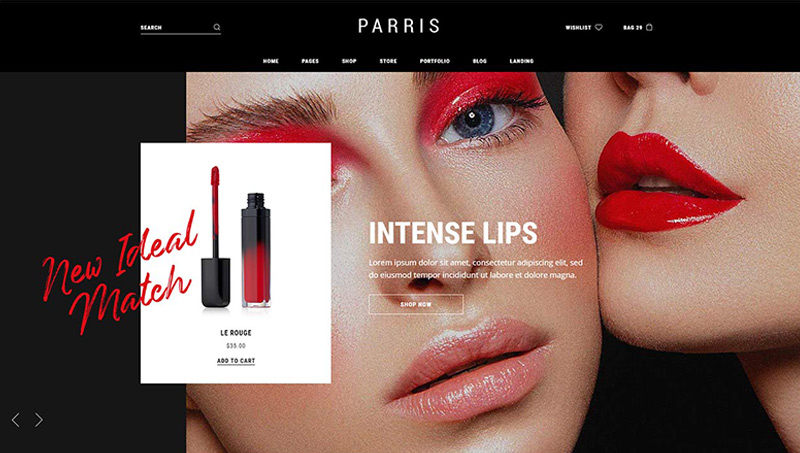 SEARCH
PARRIS
WISHLIST
BAG 29
HOME PAGES SHOP STORE PORTFOLIO BLOG LANDING
New Ideal
Match
LE ROUGE
$35.00
ADD TO CART
INTENSE LIPS
Lorem ipsum dolor sit amet, consectetur adipiscing elit, sed
do eiusmod tempor incididunt ut labore et dolore magna.
SHOP NOW